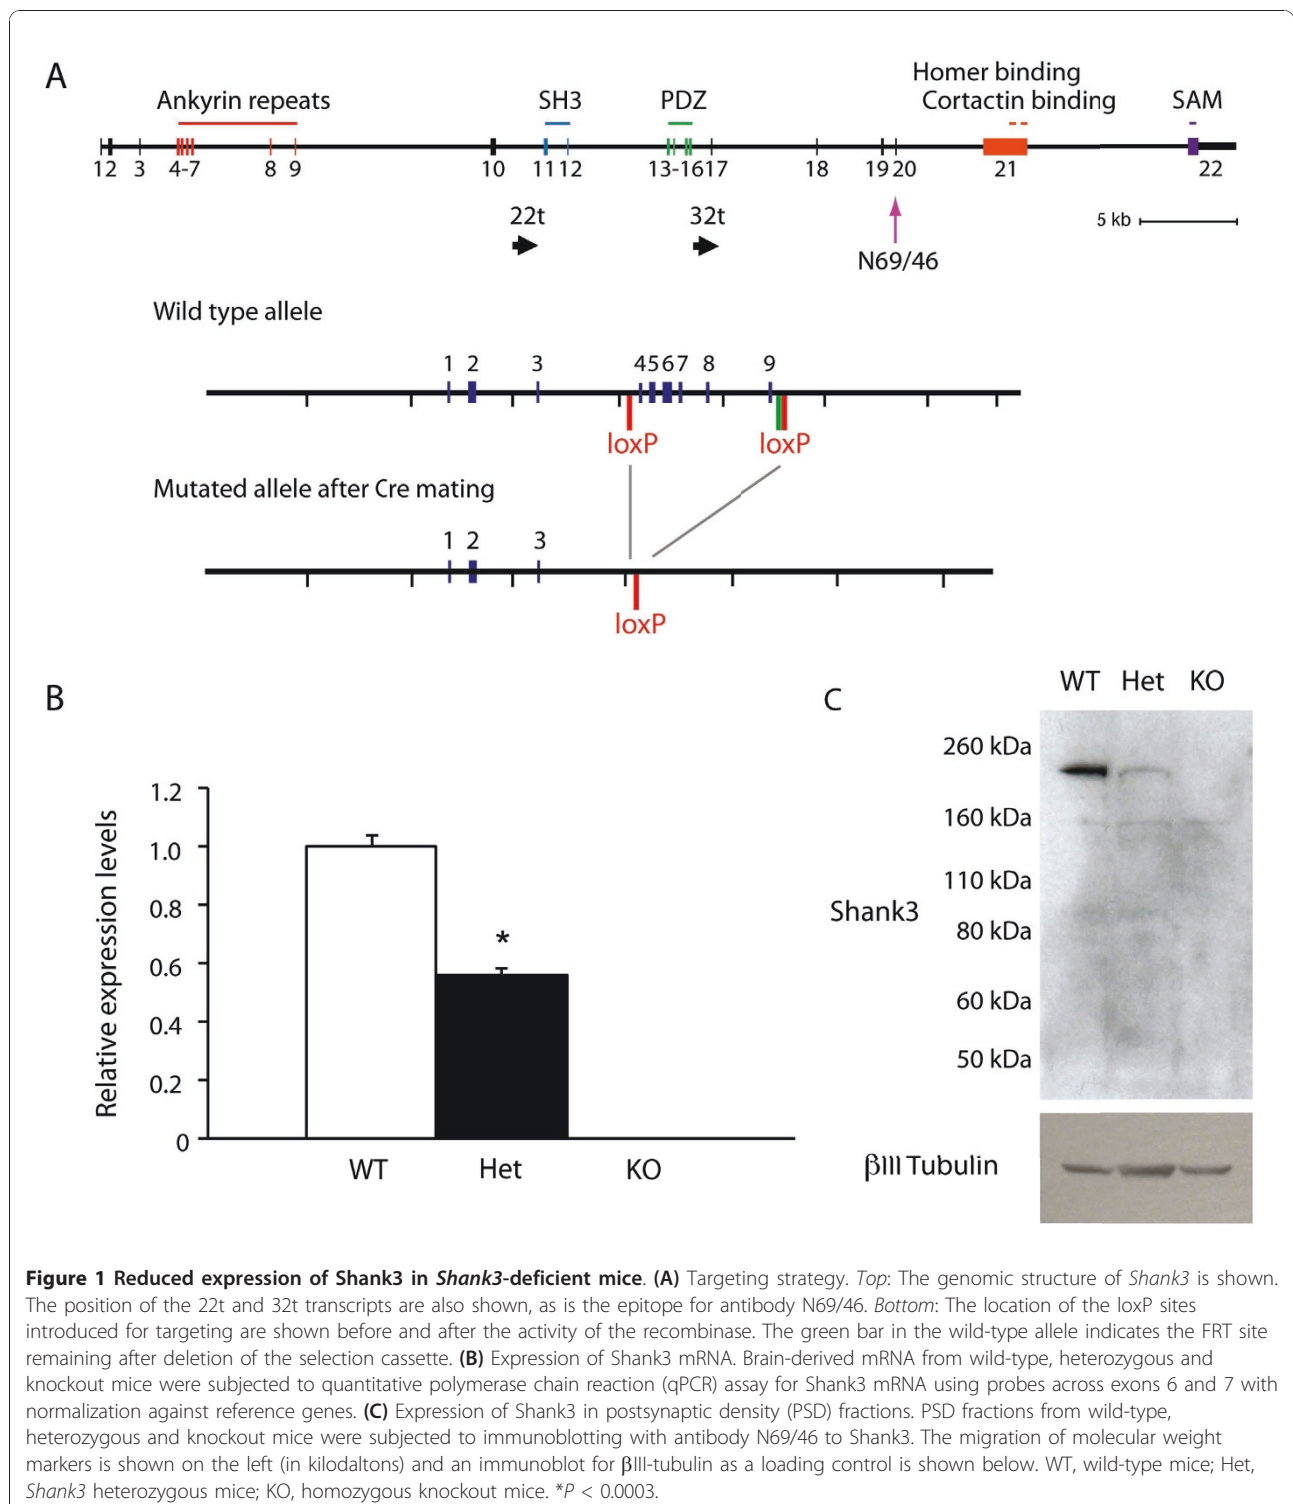 A
Homer binding
Ankyrin repeats SH3 PDZ Cortactin binding SAM
12 3 4-7 8 9 10 11 12 13-1617 18 19 20 21 22
22t 32t 5 kb
N69/46
Wild type allele
1 2 3 4567 8 9
loxP loxP
Mutated allele after Cre mating
1 2 3
loxP
B
1.2
1.0
0.8
0.6
0.4
0.2
0
Relative expression levels
*
WT Het KO
C
WT Het KO
260 kDa
160 kDa
110 kDa
Shank3
80 kDa
60 kDa
50 kDa
βIII Tubulin
Figure 1 Reduced expression of Shank3 in Shank3-deficient mice. (A) Targeting strategy. Top: The genomic structure of Shank3 is shown.
The position of the 22t and 32t transcripts are also shown, as is the epitope for antibody N69/46. Bottom: The location of the loxP sites
introduced for targeting are shown before and after the activity of the recombinase. The green bar in the wild-type allele indicates the FRT site
remaining after deletion of the selection cassette. (B) Expression of Shank3 mRNA. Brain-derived mRNA from wild-type, heterozygous and
knockout mice were subjected to quantitative polymerase chain reaction (qPCR) assay for Shank3 mRNA using probes across exons 6 and 7 with
normalization against reference genes. (C) Expression of Shank3 in postsynaptic density (PSD) fractions. PSD fractions from wild-type,
heterozygous and knockout mice were subjected to immunoblotting with antibody N69/46 to Shank3. The migration of molecular weight
markers is shown on the left (in kilodaltons) and an immunoblot for βIII-tubulin as a loading control is shown below. WT, wild-type mice; Het,
Shank3 heterozygous mice; KO, homozygous knockout mice. *P < 0.0003.